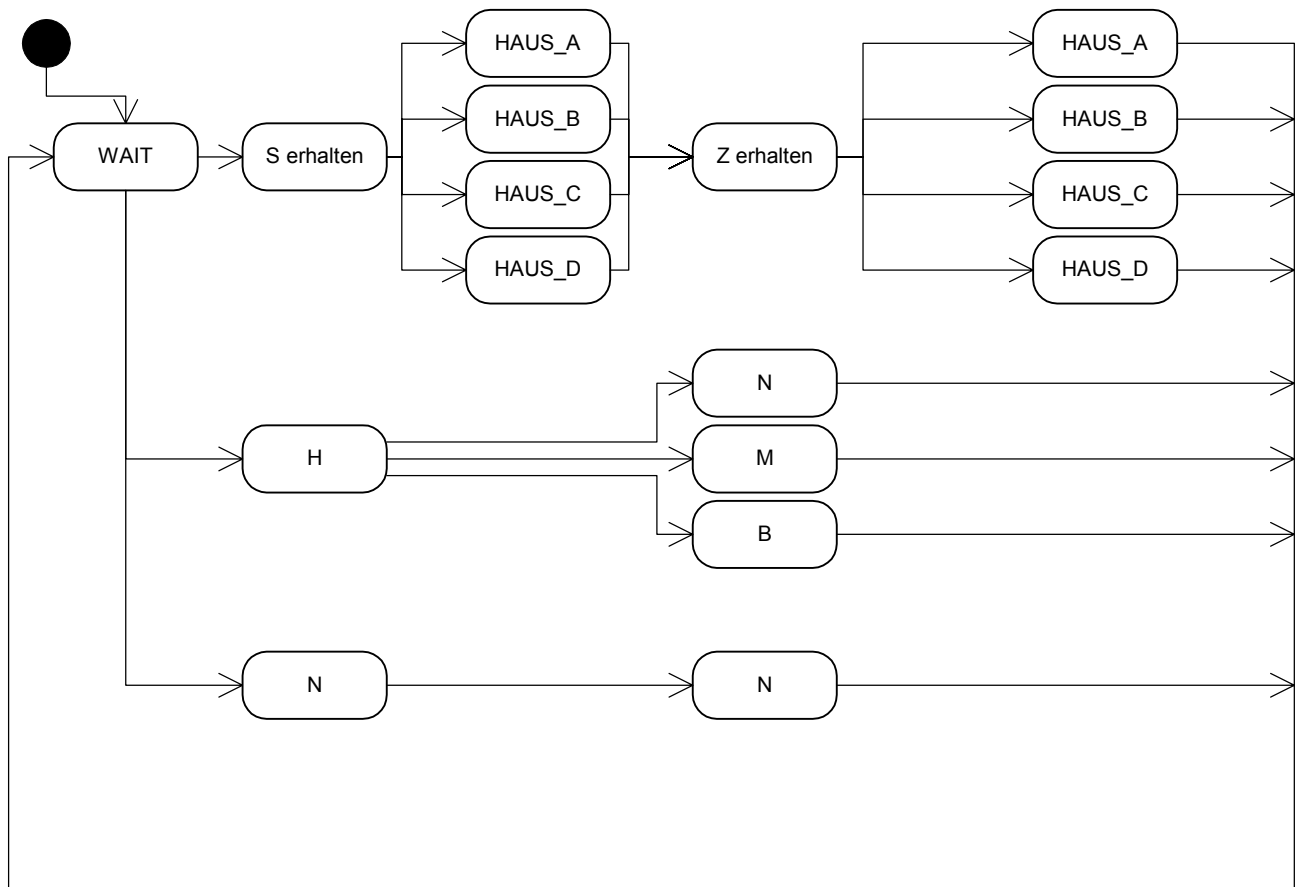 HAUS_A
HAUS_A
HAUS_B
HAUS_B
WAIT
S erhalten
Z erhalten
HAUS_C
HAUS_C
HAUS_D
HAUS_D
N
H
M
B
N
N